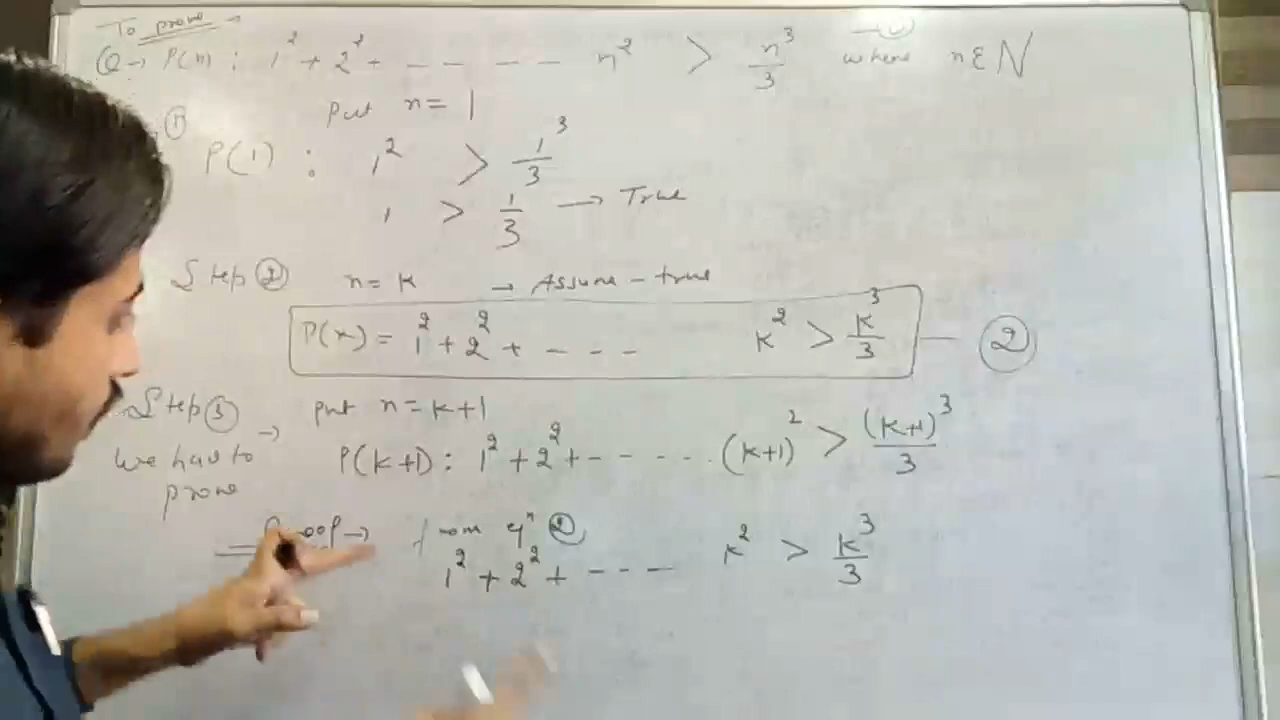 To prove →
Q → P(n) : 1² + 2² + - - - - - n² > n³/3 where n ∈ N
Put n = 1
①
P(1) : 1² > 1³/3
1 > 1/3 → True
Step ② n = k → Assume - true
P(k) = 1² + 2² + - - - k² > k³/3 — ②
Step ③ put n = k+1
We have to → P(k+1) : 1² + 2² + - - - - - (k+1)² > (k+1)³/3
prove
Proof → from eqⁿ ②
1² + 2² + - - - - k² > k³/3